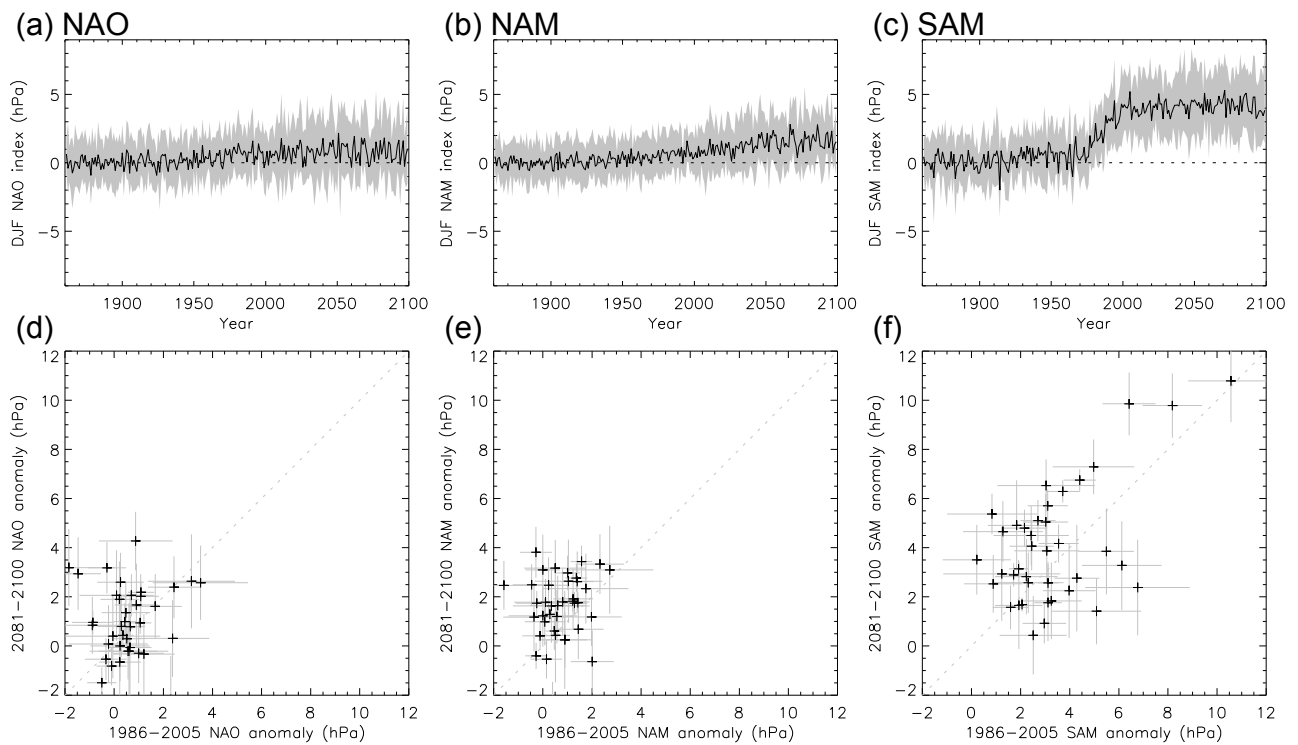 (a) NAO
(b) NAM
(c) SAM
DJF NAO index (hPa)
5
0
−5
1900 1950 2000 2050 2100
Year
DJF NAM index (hPa)
5
0
−5
1900 1950 2000 2050 2100
Year
DJF SAM index (hPa)
5
0
−5
1900 1950 2000 2050 2100
Year
(d)
(e)
(f)
2081−2100 NAO anomaly (hPa)
12
10
8
6
4
2
0
−2
−2 0 2 4 6 8 10 12
1986−2005 NAO anomaly (hPa)
2081−2100 NAM anomaly (hPa)
12
10
8
6
4
2
0
−2
−2 0 2 4 6 8 10 12
1986−2005 NAM anomaly (hPa)
2081−2100 SAM anomaly (hPa)
12
10
8
6
4
2
0
−2
−2 0 2 4 6 8 10 12
1986−2005 SAM anomaly (hPa)